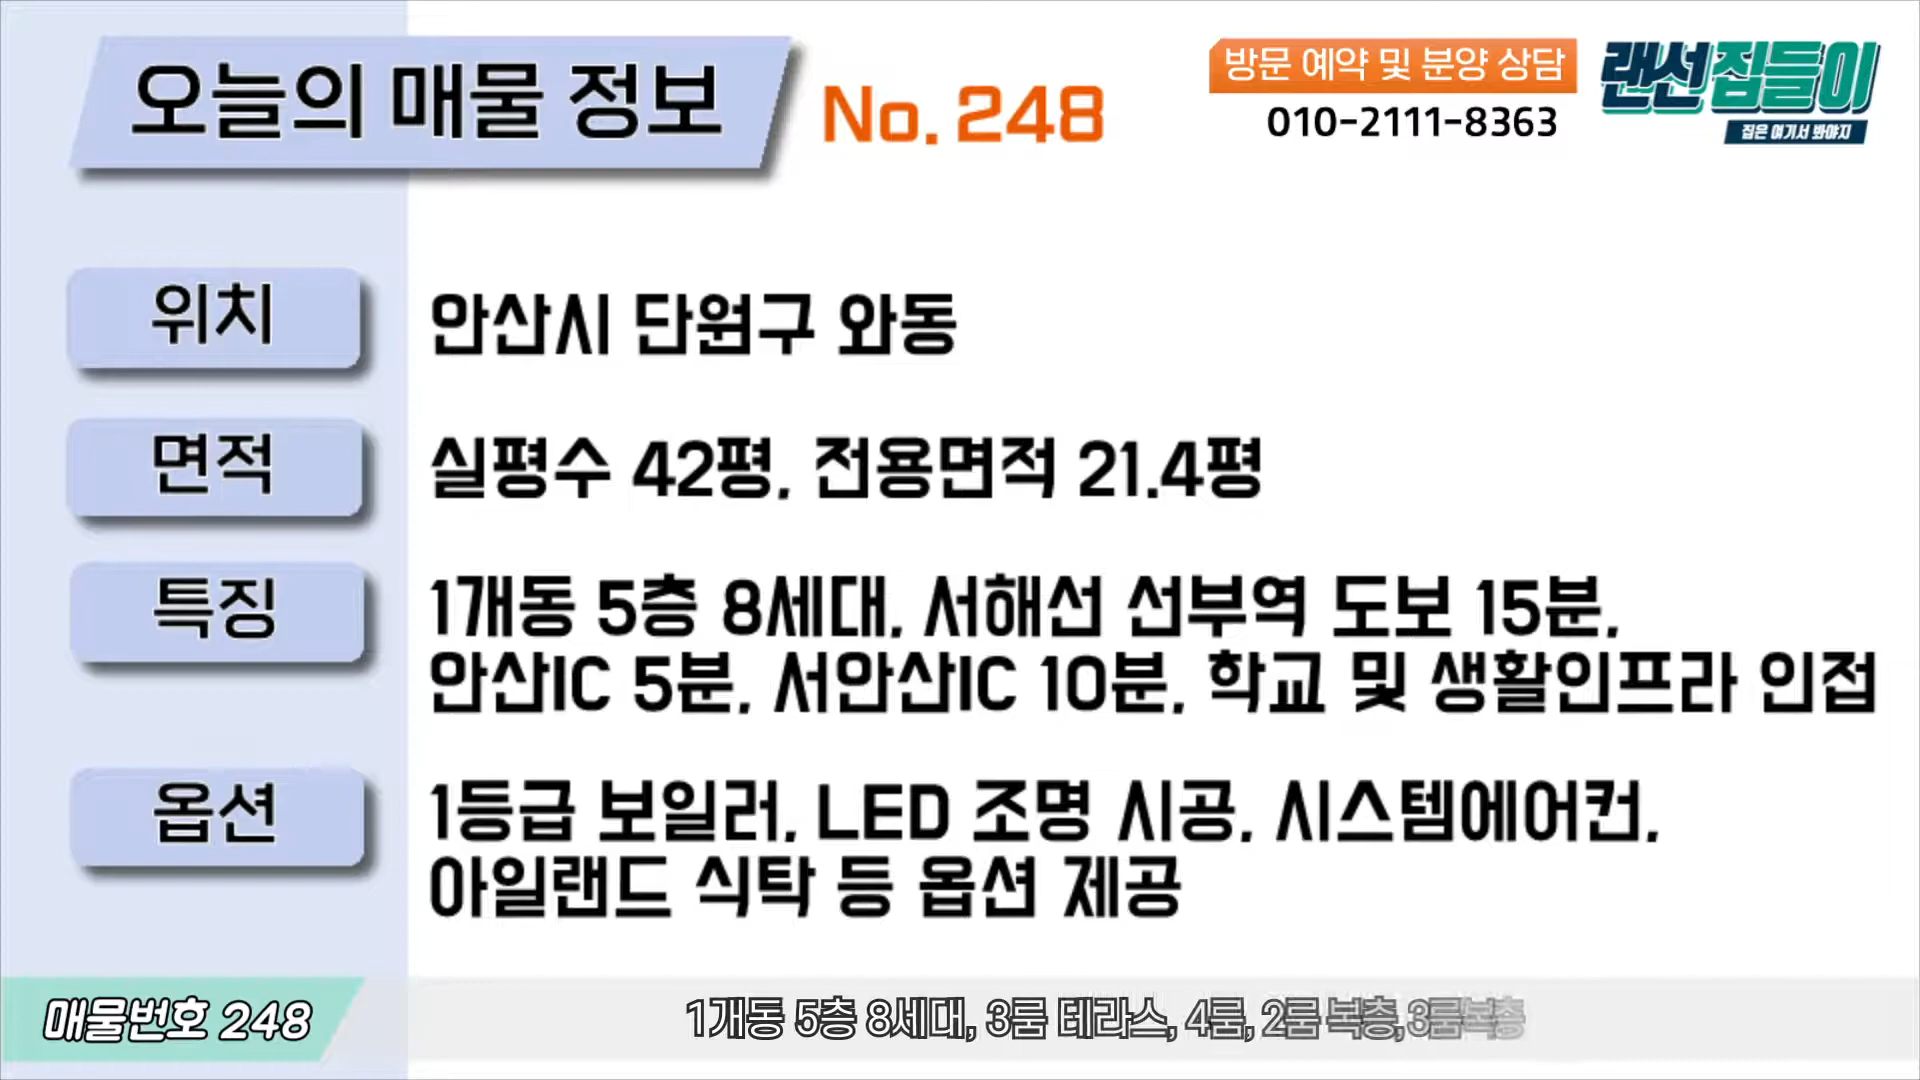 오늘의 매물 정보
No. 248
방문 예약 및 분양 상담
010-2111-8363
랜선집들이
집은 여기서 봐야지
위치
안산시 단원구 와동
면적
실평수 42평, 전용면적 21.4평
특징
1개동 5층 8세대, 서해선 선부역 도보 15분,
안산IC 5분, 서안산IC 10분, 학교 및 생활인프라 인접
옵션
1등급 보일러, LED 조명 시공, 시스템에어컨,
아일랜드 식탁 등 옵션 제공
매물번호 248
1개동 5층 8세대, 3룸 테라스, 4룸, 2룸 복층,3룸복층